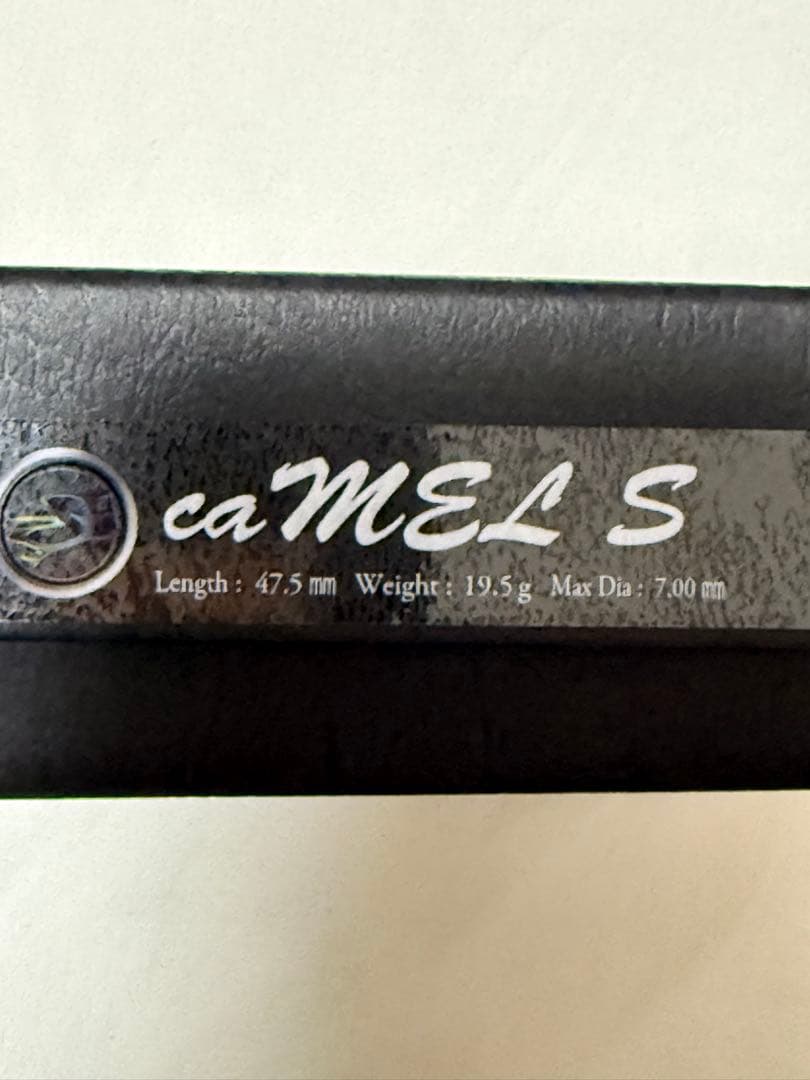 caMEL S
Length : 47.5 ㎜ Weight : 19.5 g Max Dia : 7.00 ㎜